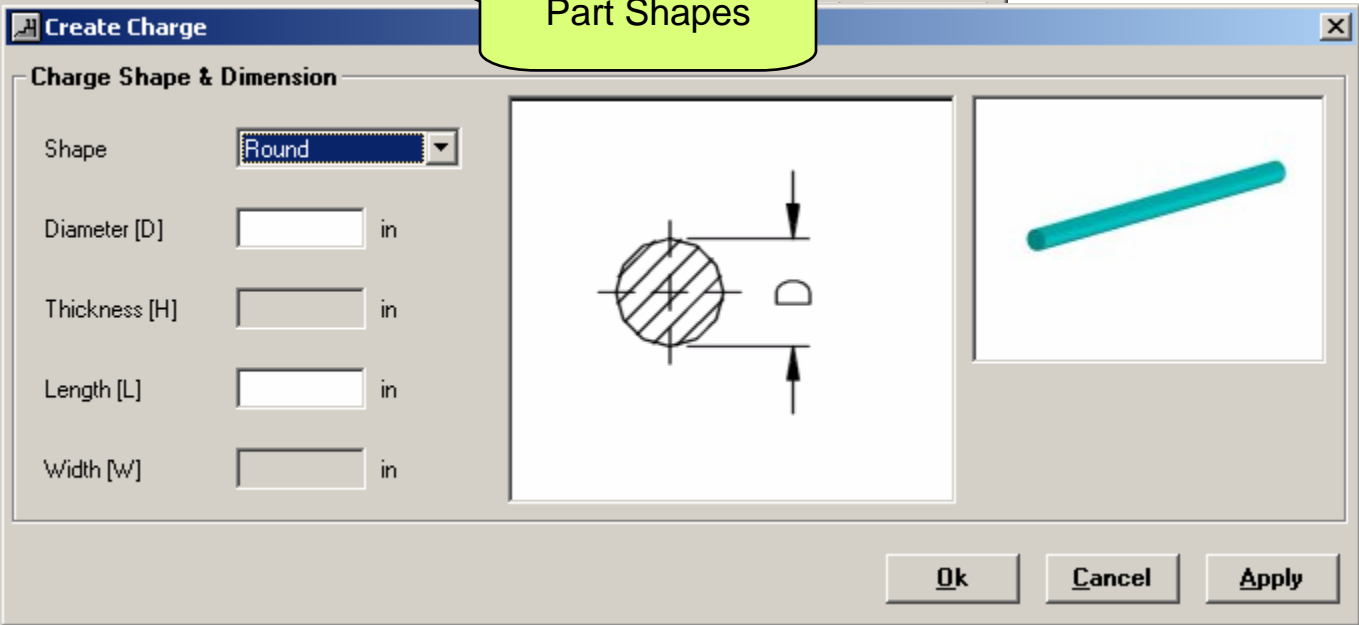 Part Shapes
Create Charge
Charge Shape & Dimension
Shape Round
Diameter [D] in
Thickness [H] in
Length [L] in
Width [W] in
D
Ok Cancel Apply